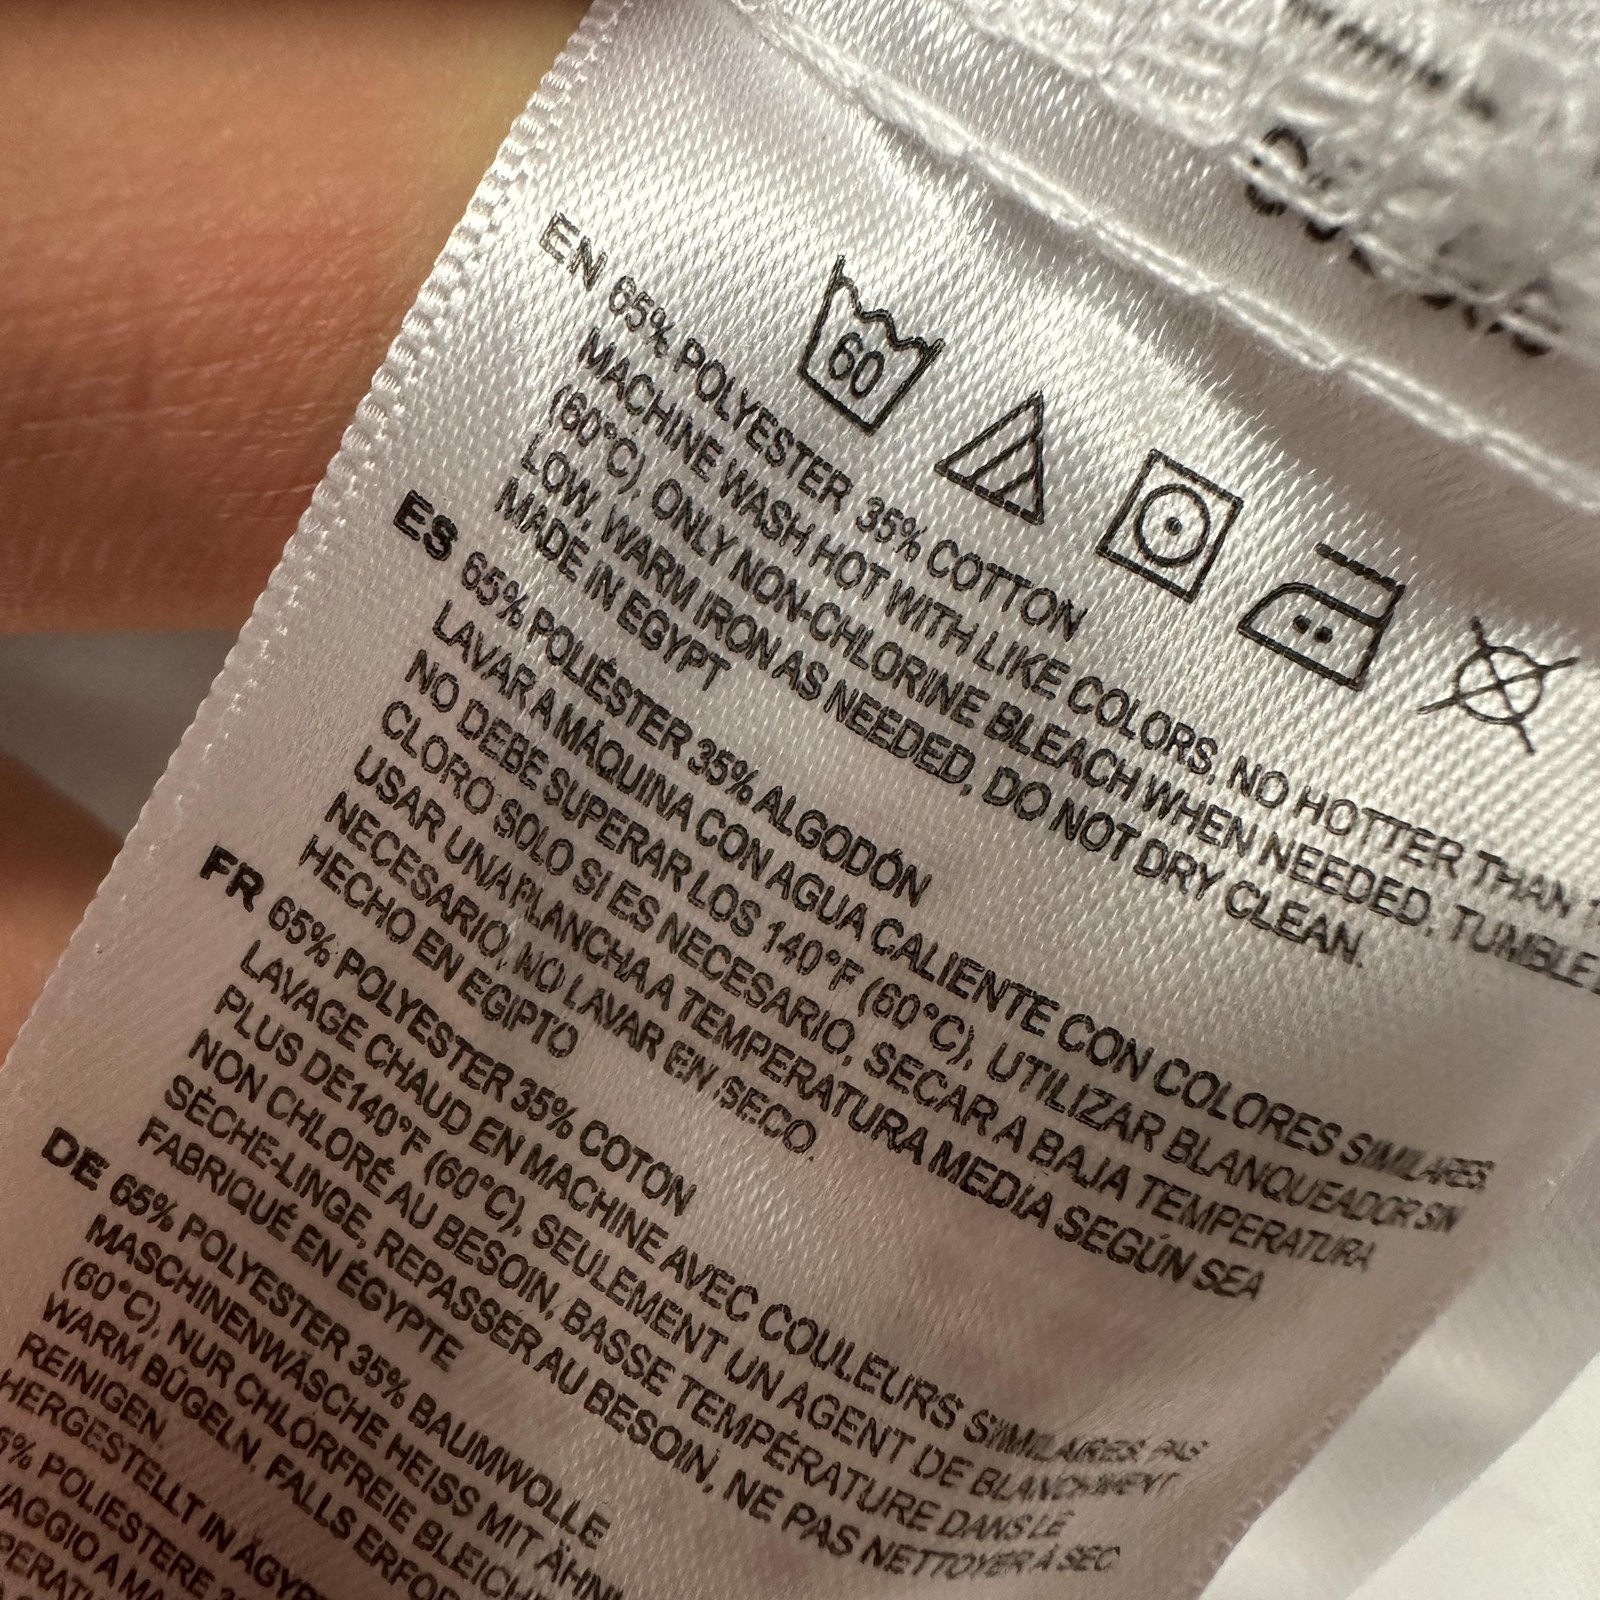 60
EN 65% POLYESTER 35% COTTON
MACHINE WASH HOT WITH LIKE COLORS, NO HOTTER THAN
(60°C), ONLY NON-CHLORINE BLEACH WHEN NEEDED, TUMBLE
LOW, WARM IRON AS NEEDED, DO NOT DRY CLEAN.
MADE IN EGYPT
ES 65% POLIÉSTER 35% ALGODÓN
LAVAR A MÁQUINA CON AGUA CALIENTE CON COLORES SIMILARES,
NO DEBE SUPERAR LOS 140°F (60°C), UTILIZAR BLANQUEADOR SIN
CLORO SOLO SI ES NECESARIO, SECAR A BAJA TEMPERATURA
USAR UNA PLANCHA A TEMPERATURA MEDIA SEGÚN SEA
NECESARIO, NO LAVAR EN SECO.
HECHO EN EGIPTO
FR 65% POLYESTER 35% COTON
LAVAGE CHAUD EN MACHINE AVEC COULEURS SIMILAIRES, PAS
PLUS DE140°F (60°C), SEULEMENT UN AGENT DE BLANCHIMENT
NON CHLORÉ AU BESOIN, BASSE TEMPÉRATURE DANS LE
SÈCHE-LINGE, REPASSER AU BESOIN, NE PAS NETTOYER À SEC
FABRIQUÉ EN ÉGYPTE
DE 65% POLYESTER 35% BAUMWOLLE
MASCHINENWÄSCHE HEISS MIT
(60°C), NUR CHLORFREIE
WARM BÜGELN, FALLS
REINIGEN.
HERGESTELLT IN
POLIESTERE